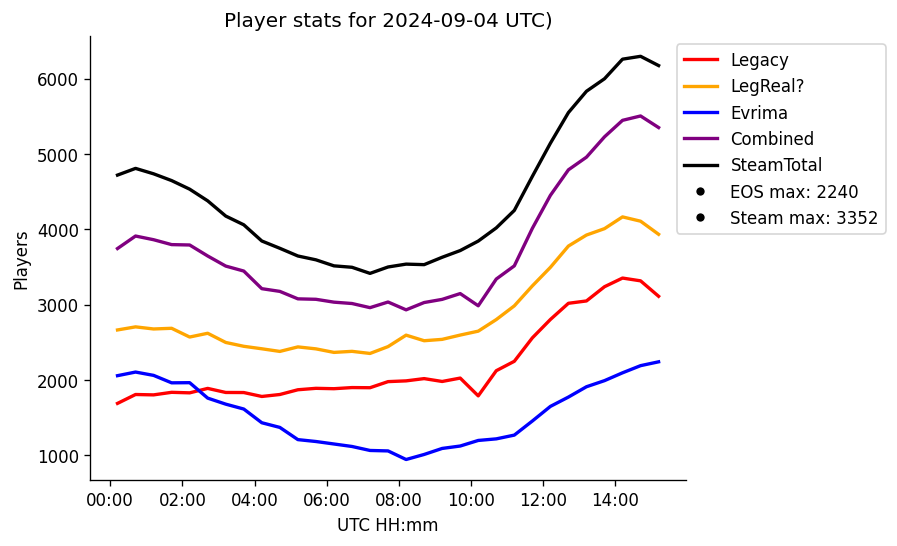 Player stats for 2024-09-04 UTC)
Legacy
LegReal?
Evrima
Combined
SteamTotal
EOS max: 2240
Steam max: 3352
Players
6000
5000
4000
3000
2000
1000
00:00 02:00 04:00 06:00 08:00 10:00 12:00 14:00
UTC HH:mm